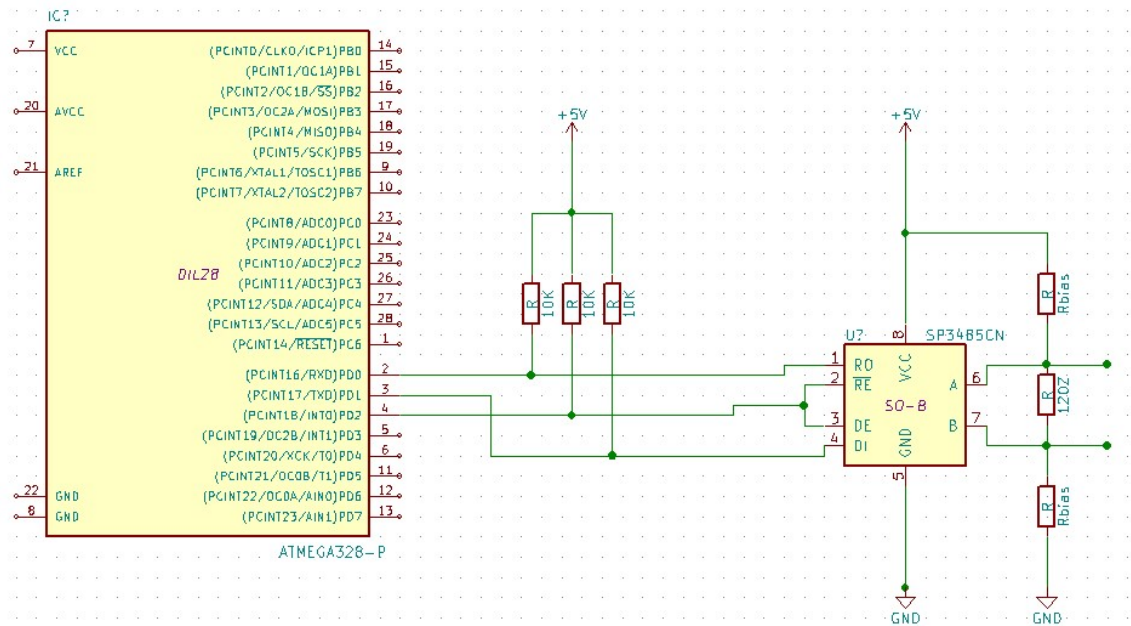 IC?
7 VCC
20 AVCC
21 AREF
22 GND
8 GND
DIL28
(PCINT0/CLKO/ICP1)PB0 14
(PCINT1/OC1A)PB1 15
(PCINT2/OC1B/SS)PB2 16
(PCINT3/OC2A/MOSI)PB3 17
(PCINT4/MISO)PB4 18
(PCINT5/SCK)PB5 19
(PCINT6/XTAL1/TOSC1)PB6 9
(PCINT7/XTAL2/TOSC2)PB7 10
(PCINT8/ADC0)PC0 23
(PCINT9/ADC1)PC1 24
(PCINT10/ADC2)PC2 25
(PCINT11/ADC3)PC3 26
(PCINT12/SDA/ADC4)PC4 27
(PCINT13/SCL/ADC5)PC5 28
(PCINT14/RESET)PC6 1
(PCINT16/RXD)PD0 2
(PCINT17/TXD)PD1 3
(PCINT18/INT0)PD2 4
(PCINT19/OC2B/INT1)PD3 5
(PCINT20/XCK/T0)PD4 6
(PCINT21/OC0B/T1)PD5 11
(PCINT22/OC0A/AIN0)PD6 12
(PCINT23/AIN1)PD7 13
ATMEGA328-P
+5V
R 10K
R 10K
R 10K
+5V
U?
SP3485CN
SO-8
1 RO
2 RE
3 DE
4 DI
8 VCC
5 GND
A 6
B 7
R Rbias
R 120Z
R Rbias
GND
GND